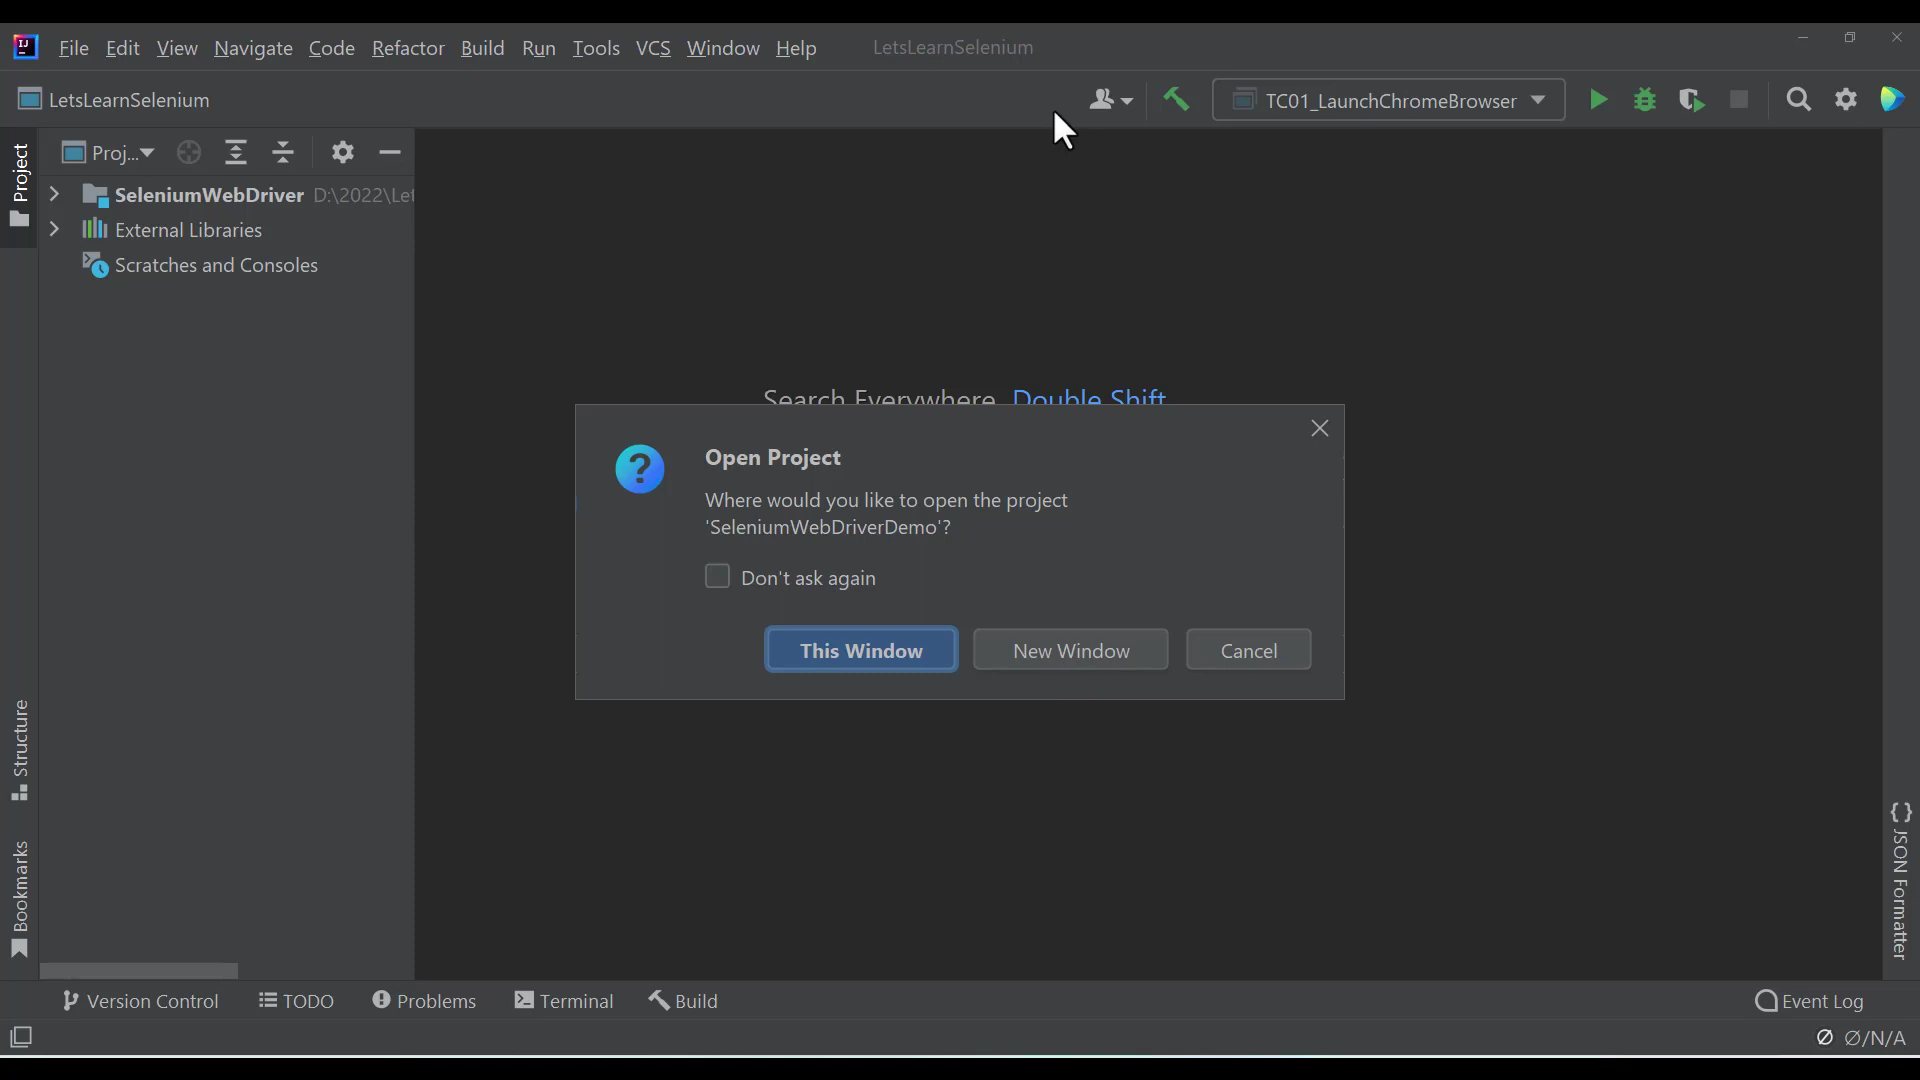 File Edit View Navigate Code Refactor Build Run Tools VCS Window Help LetsLearnSelenium
LetsLearnSelenium
TC01_LaunchChromeBrowser
Project
Proj...
SeleniumWebDriver D:\2022\Let
External Libraries
Scratches and Consoles
Search Everywhere Double Shift
Open Project
Where would you like to open the project
'SeleniumWebDriverDemo'?
Don't ask again
This Window New Window Cancel
Structure
Bookmarks
{} JSON Formatter
Version Control TODO Problems Terminal Build Event Log
∅/N/A